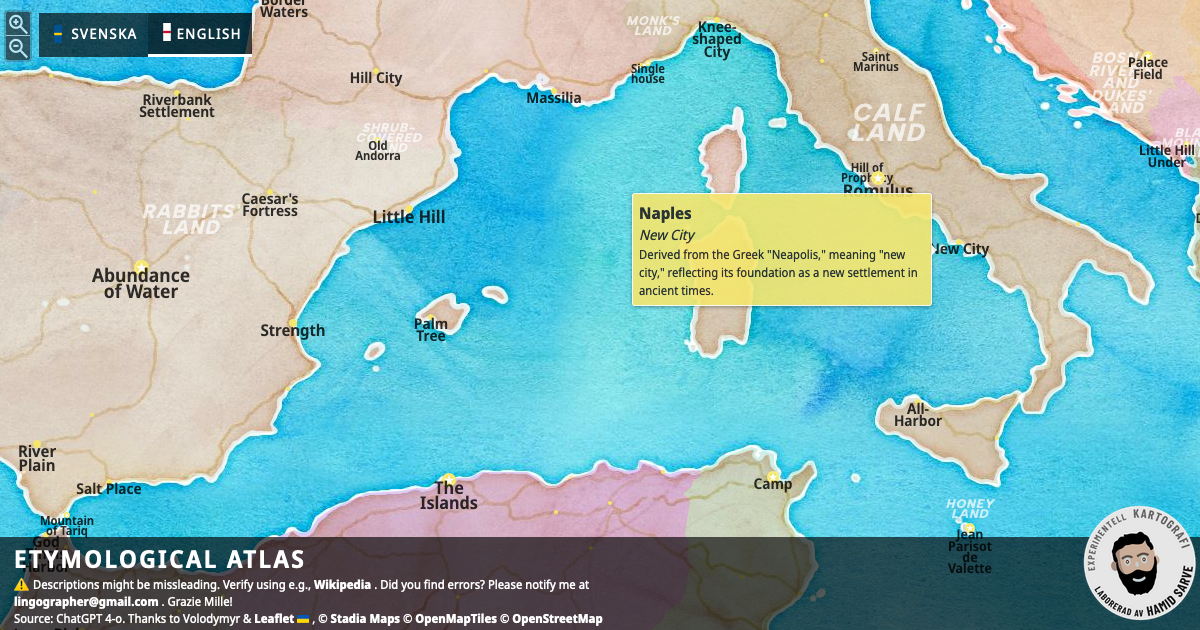 Border
Waters
SVENSKA
ENGLISH
MONK'S
LAND
Knee-
shaped
City
Hill City
Single
house
Saint
Marinus
BOSN
RIVE
AND
DUKES'
LAND
Palace
Field
Riverbank
Settlement
Massilia
CALF
LAND
SHRUB-
COVERED
Old
Andorra
Little Hill
Under
Hill of
Prophecy
Romulus
RABBITS'
LAND
Caesar's
Fortress
Little Hill
Naples
New City
Derived from the Greek "Neapolis," meaning "new
city," reflecting its foundation as a new settlement in
ancient times.
New City
Abundance
of Water
Strength
Palm
Tree
All-
Harbor
River
Plain
Salt Place
The
Islands
Camp
HONEY
LAND
Mountain
of Tariq
God
Harbor
Jean
Parisot
de
Valette
ETYMOLOGICAL ATLAS
Descriptions might be misleading. Verify using e.g., Wikipedia . Did you find errors? Please notify me at
lingographer@gmail.com . Grazie Mille!
Source: ChatGPT 4-o. Thanks to Volodymyr & Leaflet , © Stadia Maps © OpenMapTiles © OpenStreetMap
EXPERIMENTELL KARTOGRAFI
LABORERAD AV HAMID SARVE